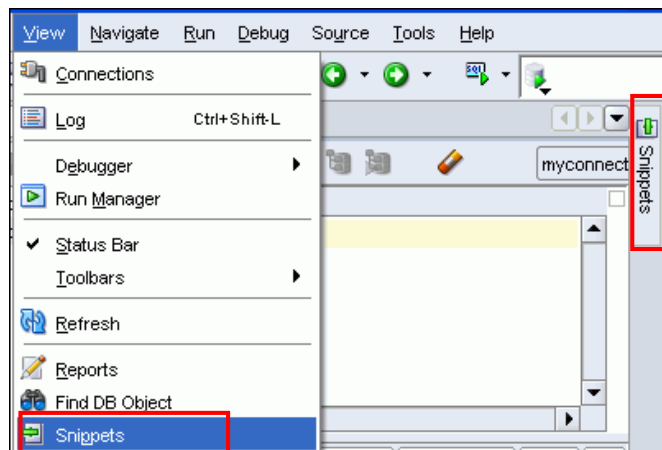 View Navigate Run Debug Source Tools Help
Connections
SQL
Log Ctrl+Shift-L
Debugger
myconnect
Snippets
Run Manager
Status Bar
Toolbars
Refresh
Reports
Find DB Object
Snippets